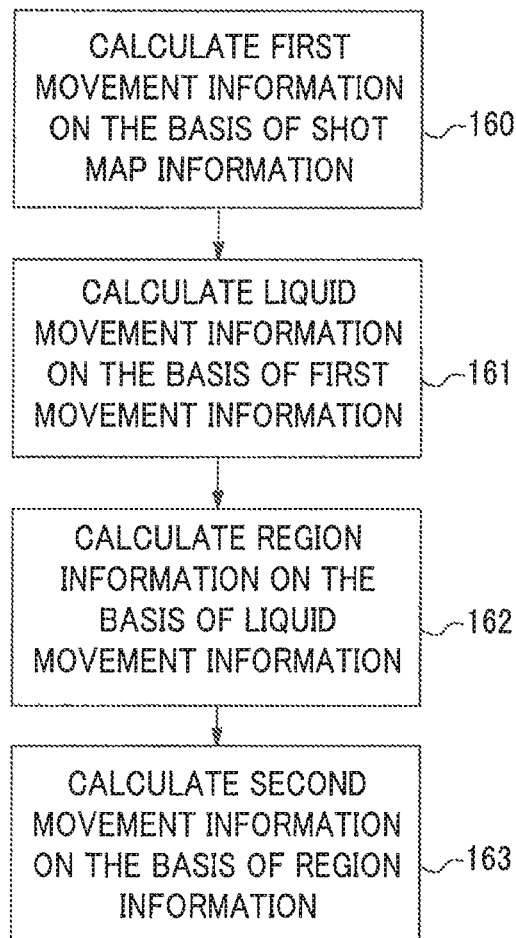 CALCULATE FIRST
MOVEMENT INFORMATION
ON THE BASIS OF SHOT
MAP INFORMATION
160
CALCULATE LIQUID
MOVEMENT INFORMATION
ON THE BASIS OF FIRST
MOVEMENT INFORMATION
161
CALCULATE REGION
INFORMATION ON THE
BASIS OF LIQUID
MOVEMENT INFORMATION
162
CALCULATE SECOND
MOVEMENT INFORMATION
ON THE BASIS OF REGION
INFORMATION
163